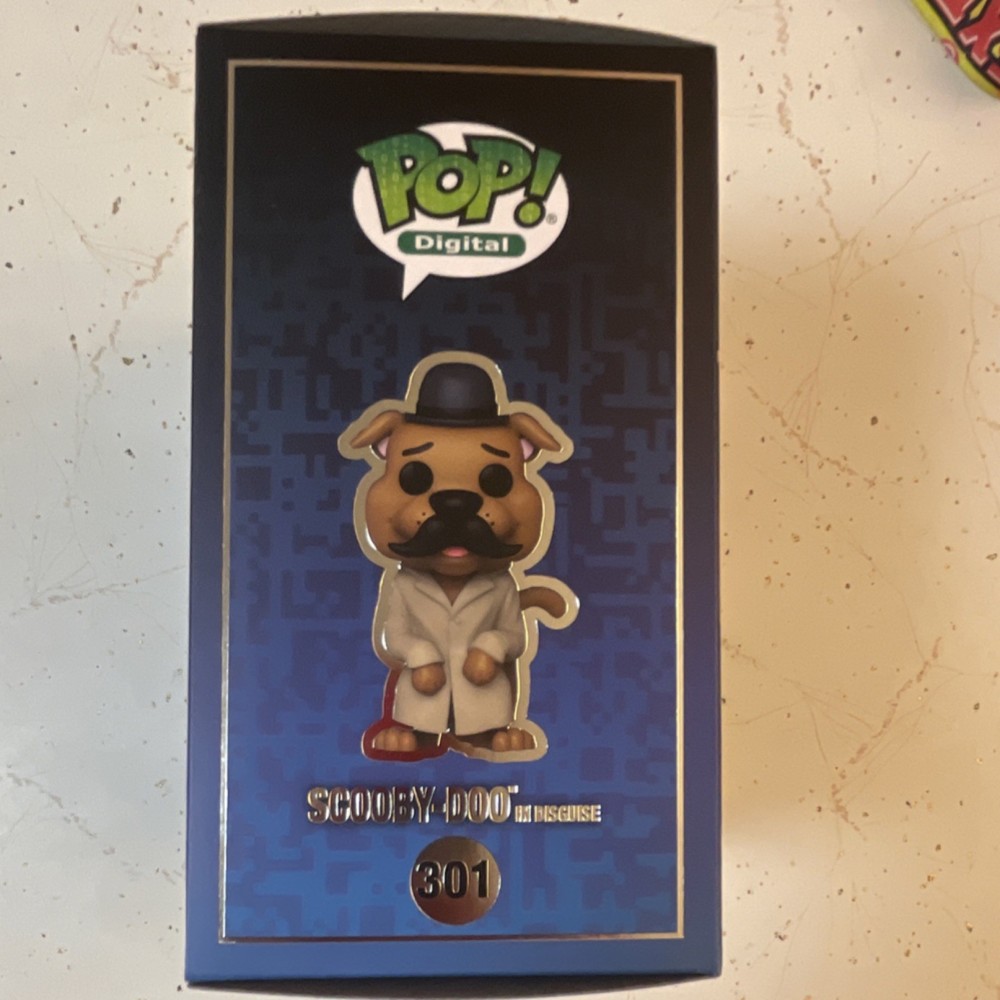 POP!®
Digital
SCOOBY-DOO™ IN DISGUISE
301